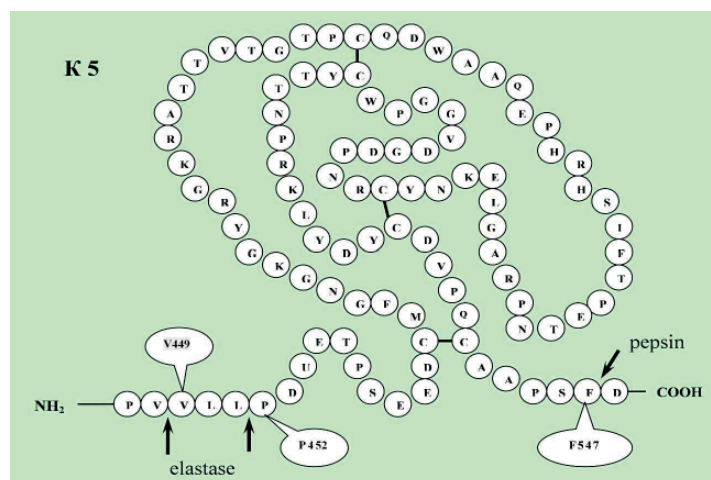 K 5
NH₂
P V V L L P D U E T P S E E D C
M F G N G K G Y R G K R A T T V T G T P C Q D W A A Q E P H R H S I F T P E T N P R A G L E K N Y C R N P D G D V G G P W C Y T T N P R K L Y D Y C D V P Q C A A P S F D
COOH
V449
P452
F547
elastase
pepsin